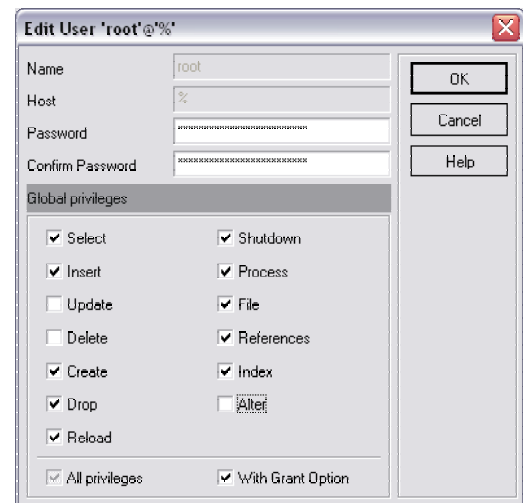 Edit User 'root'@'%'
Name root
Host %
Password ************************
Confirm Password ************************
OK
Cancel
Help
Global privileges
Select Shutdown
Insert Process
Update File
Delete References
Create Index
Drop Alter
Reload
All privileges With Grant Option